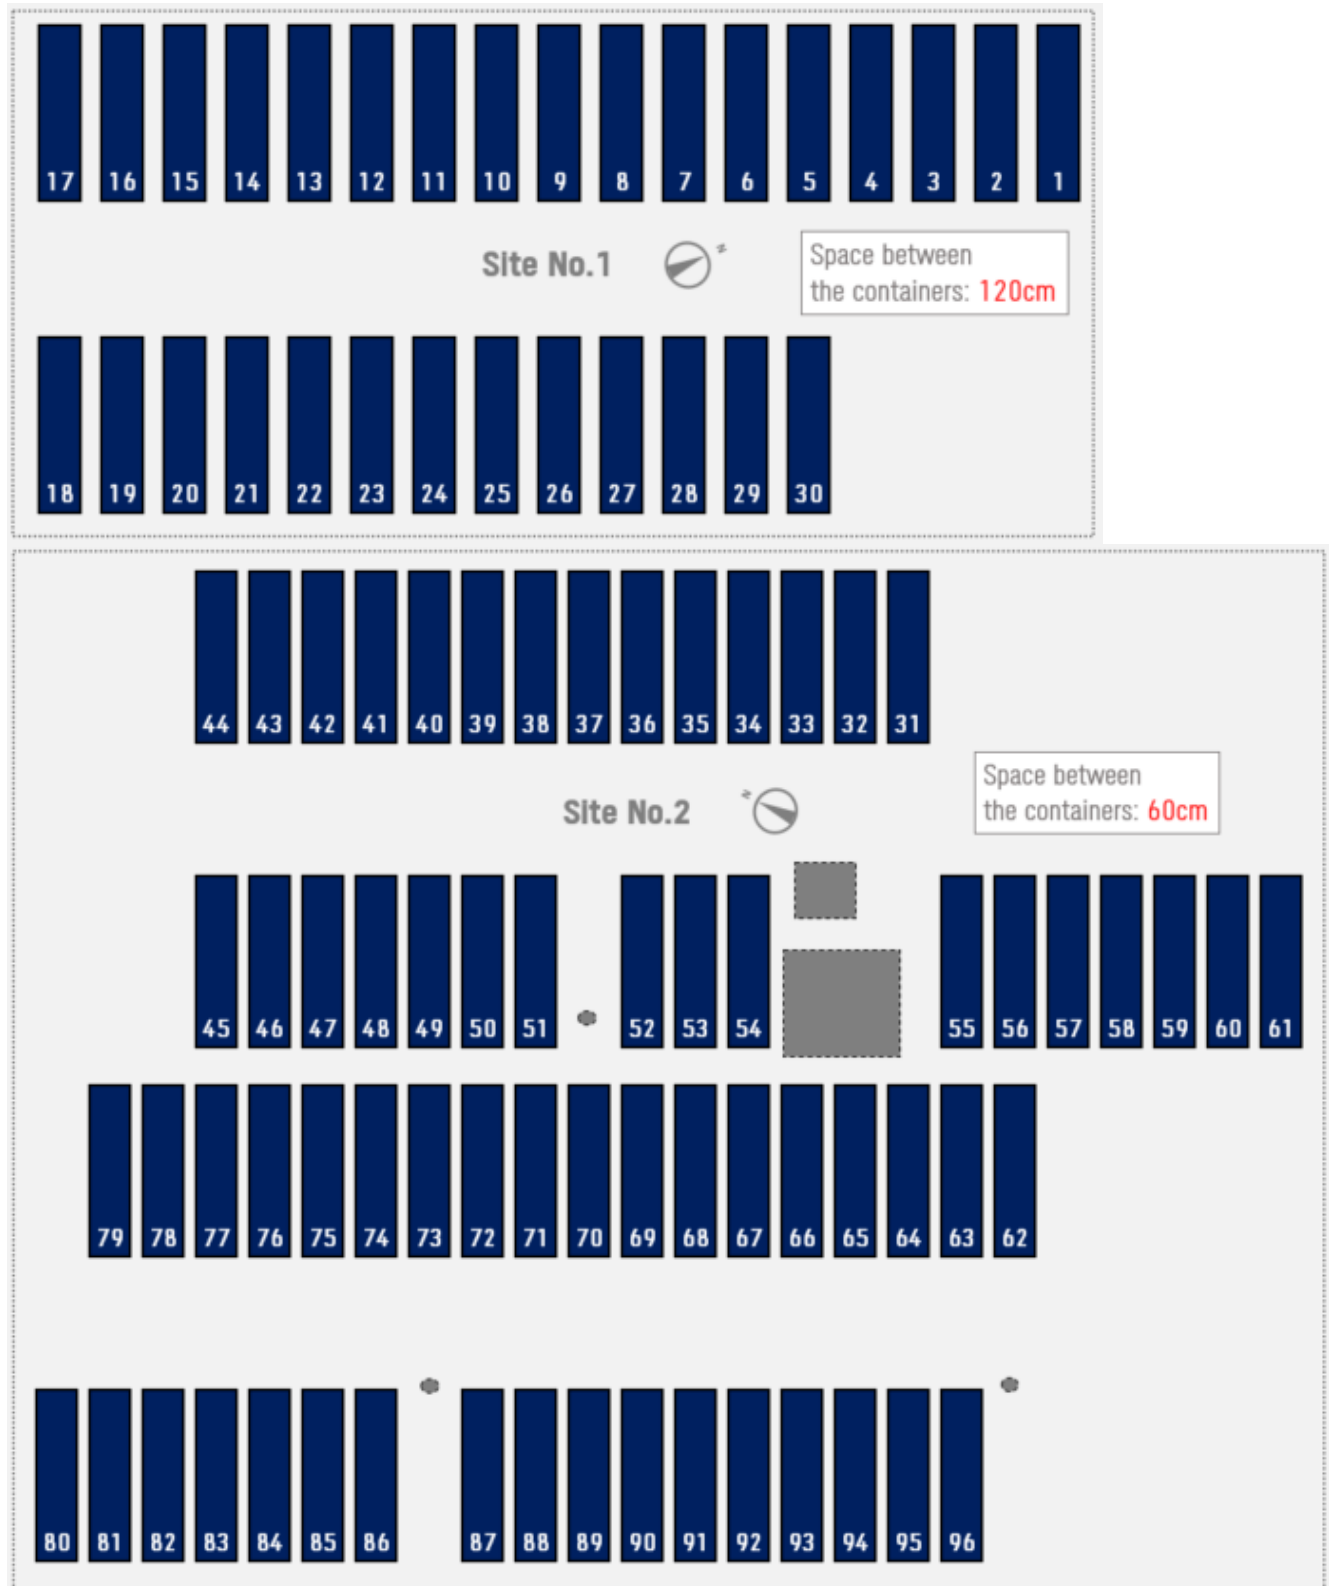 17 16 15 14 13 12 11 10 9 8 7 6 5 4 3 2 1
Site No.1
N
Space between
the containers: 120cm
18 19 20 21 22 23 24 25 26 27 28 29 30
44 43 42 41 40 39 38 37 36 35 34 33 32 31
Site No.2
N
Space between
the containers: 60cm
45 46 47 48 49 50 51 52 53 54 55 56 57 58 59 60 61
79 78 77 76 75 74 73 72 71 70 69 68 67 66 65 64 63 62
80 81 82 83 84 85 86 87 88 89 90 91 92 93 94 95 96